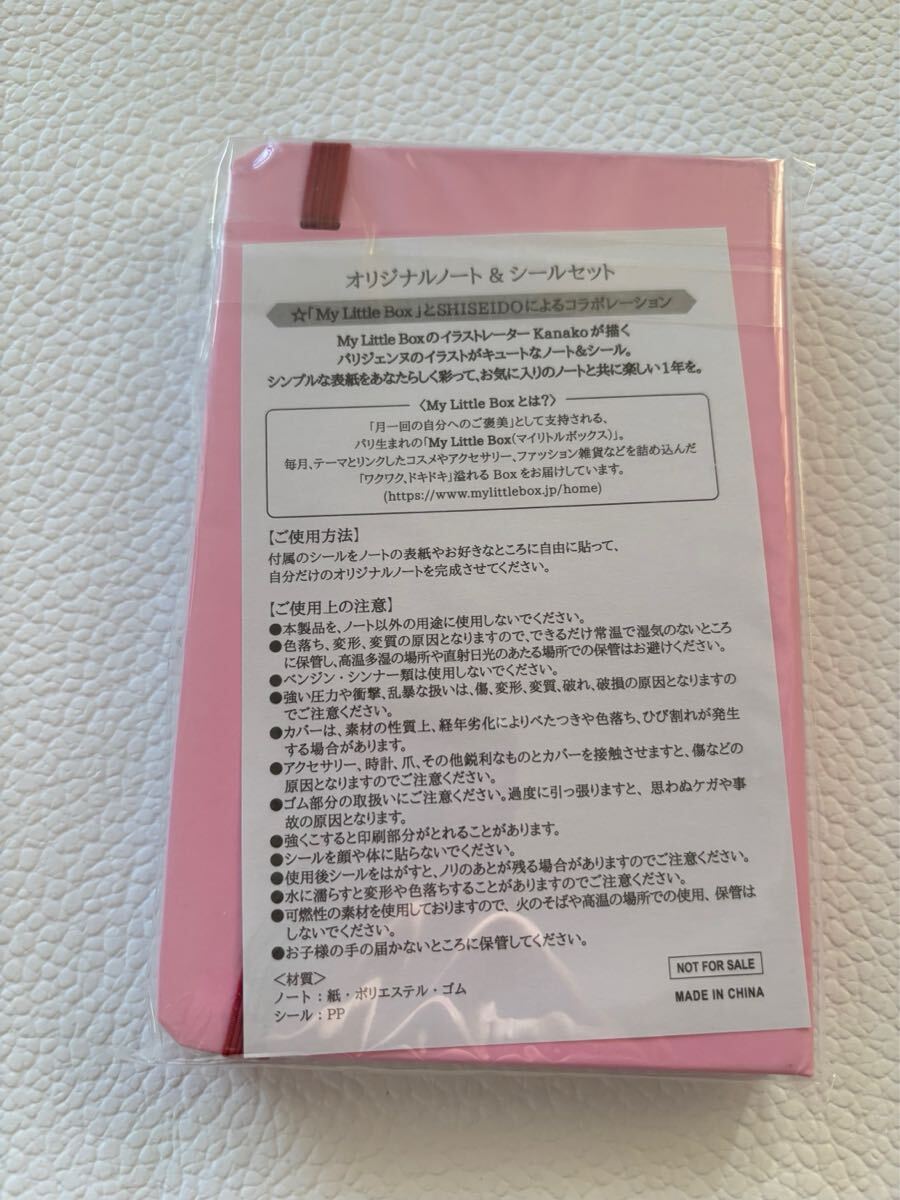 オリジナルノート & シールセット
☆「My Little Box」とSHISEIDOによるコラボレーション
My Little Boxのイラストレーター Kanakoが描く
パリジェンヌのイラストがキュートなノート&シール。
シンプルな表紙をあなたらしく彩って、お気に入りのノートと共に楽しい1年を。
〈My Little Box とは?〉
「月一回の自分へのご褒美」として支持される、
パリ生まれの「My Little Box(マイリトルボックス)」。
毎月、テーマとリンクしたコスメやアクセサリー、ファッション雑貨などを詰め込んだ
「ワクワク、ドキドキ」溢れる Box をお届けしています。
(https://www.mylittlebox.jp/home)
【ご使用方法】
付属のシールをノートの表紙やお好きなところに自由に貼って、
自分だけのオリジナルノートを完成させてください。
【ご使用上の注意】
●本製品を、ノート以外の用途に使用しないでください。
●色落ち、変形、変質の原因となりますので、できるだけ常温で湿気のないところ
に保管し、高温多湿の場所や直射日光のあたる場所での保管はお避けください。
●ベンジン・シンナー類は使用しないでください。
●強い圧力や衝撃、乱暴な扱いは、傷、変形、変質、破れ、破損の原因となりますの
でご注意ください。
●カバーは、素材の性質上、経年劣化によりべたつきや色落ち、ひび割れが発生
する場合があります。
●アクセサリー、時計、爪、その他鋭利なものとカバーを接触させますと、傷などの
原因となりますのでご注意ください。
●ゴム部分の取扱いにご注意ください。過度に引っ張りますと、思わぬケガや事
故の原因となります。
●強くこすると印刷部分がとれることがあります。
●シールを顔や体に貼らないでください。
●使用後シールをはがすと、ノリのあとが残る場合がありますのでご注意ください。
●水に濡らすと変形や色落ちすることがありますのでご注意ください。
●可燃性の素材を使用しておりますので、火のそばや高温の場所での使用、保管は
しないでください。
●お子様の手の届かないところに保管してください。
<材質>
ノート:紙・ポリエステル・ゴム
シール:PP
NOT FOR SALE
MADE IN CHINA